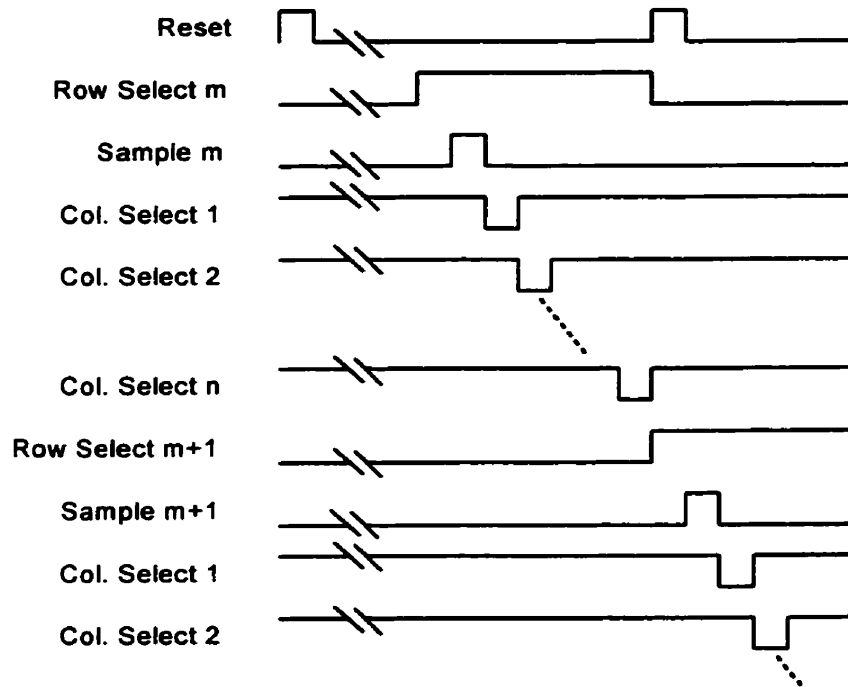 Reset
Row Select m
Sample m
Col. Select 1
Col. Select 2
Col. Select n
Row Select m+1
Sample m+1
Col. Select 1
Col. Select 2